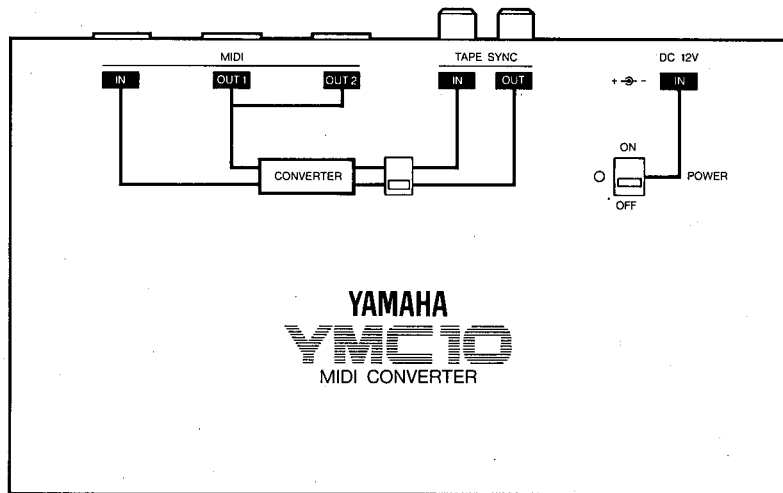 MIDI
TAPE SYNC
DC 12V
IN
OUT 1
OUT 2
IN
OUT
+ -
IN
ON
CONVERTER
POWER
OFF
YAMAHA
YMC10
MIDI CONVERTER